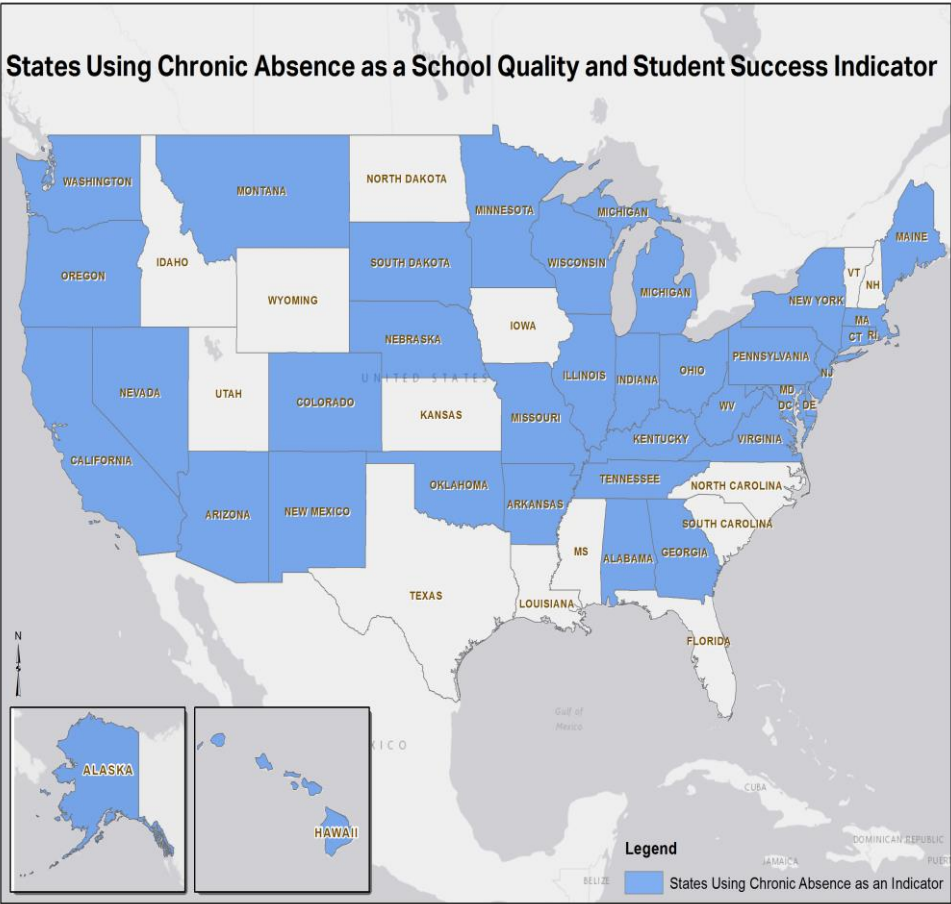 States Using Chronic Absence as a School Quality and Student Success Indicator
WASHINGTON
MONTANA
NORTH DAKOTA
MINNESOTA
MICHIGAN
MAINE
OREGON
IDAHO
SOUTH DAKOTA
WISCONSIN
VT
NH
WYOMING
MICHIGAN
NEW YORK
IOWA
MA
CT RI
NEBRASKA
PENNSYLVANIA
UNITED STATES
NEVADA
UTAH
COLORADO
KANSAS
ILLINOIS
INDIANA
OHIO
NJ
MD
DC DE
MISSOURI
WV
KENTUCKY
VIRGINIA
CALIFORNIA
TENNESSEE
NORTH CAROLINA
OKLAHOMA
ARKANSAS
ARIZONA
NEW MEXICO
SOUTH CAROLINA
MS
ALABAMA
GEORGIA
TEXAS
LOUISIANA
FLORIDA
N
Gulf of
Mexico
XICO
ALASKA
HAWAII
CUBA
DOMINICAN REPUBLIC
JAMAICA
PUER
BELIZE
Legend
States Using Chronic Absence as an Indicator